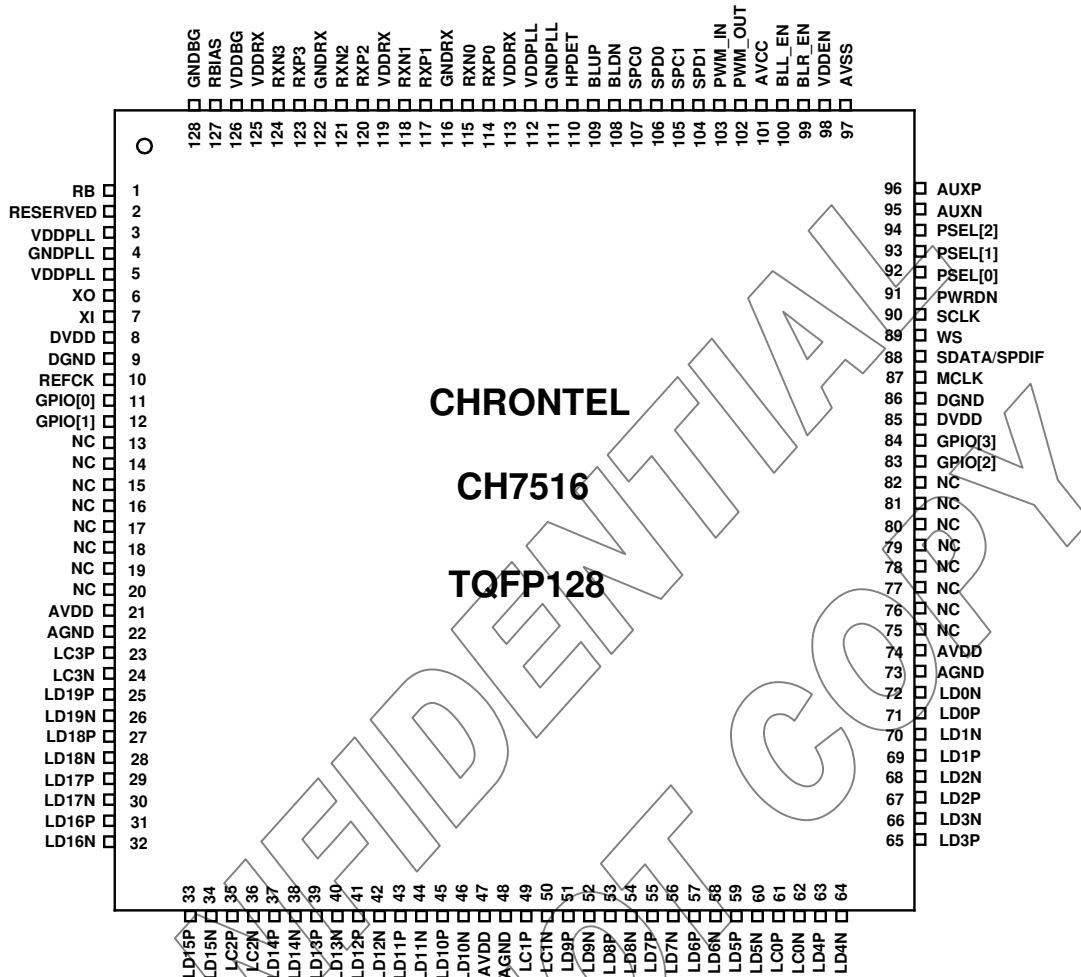 GNDBG RBIAS VDDBG VDDRX RXN3 RXP3 GNDRX RXN2 RXP2 VDDRX RXN1 RXP1 GNDRX RXN0 RXP0 VDDRX VDDPLL GNDPLL HPDET BLUP BLDN SPC0 SPD0 SPC1 SPD1 PWM_IN PWM_OUT AVCC BLL_EN BLR_EN VDDEN AVSS
128 127 126 125 124 123 122 121 120 119 118 117 116 115 114 113 112 111 110 109 108 107 106 105 104 103 102 101 100 99 98 97
RB 1
RESERVED 2
VDDPLL 3
GNDPLL 4
VDDPLL 5
XO 6
XI 7
DVDD 8
DGND 9
REFCK 10
GPIO[0] 11
GPIO[1] 12
NC 13
NC 14
NC 15
NC 16
NC 17
NC 18
NC 19
NC 20
AVDD 21
AGND 22
LC3P 23
LC3N 24
LD19P 25
LD19N 26
LD18P 27
LD18N 28
LD17P 29
LD17N 30
LD16P 31
LD16N 32
CHRONTEL
CH7516
TQFP128
96 AUXP
95 AUXN
94 PSEL[2]
93 PSEL[1]
92 PSEL[0]
91 PWRDN
90 SCLK
89 WS
88 SDATA/SPDIF
87 MCLK
86 DGND
85 DVDD
84 GPIO[3]
83 GPIO[2]
82 NC
81 NC
80 NC
79 NC
78 NC
77 NC
76 NC
75 NC
74 AVDD
73 AGND
72 LD0N
71 LD0P
70 LD1N
69 LD1P
68 LD2N
67 LD2P
66 LD3N
65 LD3P
33 34 35 36 37 38 39 40 41 42 43 44 45 46 47 48 49 50 51 52 53 54 55 56 57 58 59 60 61 62 63 64
LD15P LD15N LC2P LC2N LD14P LD14N LD13P LD13N LD12P LD12N LD11P LD11N LD10P LD10N AVDD AGND LC1P LC1N LD9P LD9N LD8P LD8N LD7P LD7N LD6P LD6N LD5P LD5N LC0P LC0N LD4P LD4N
NFIDENTIAL
OT COPY